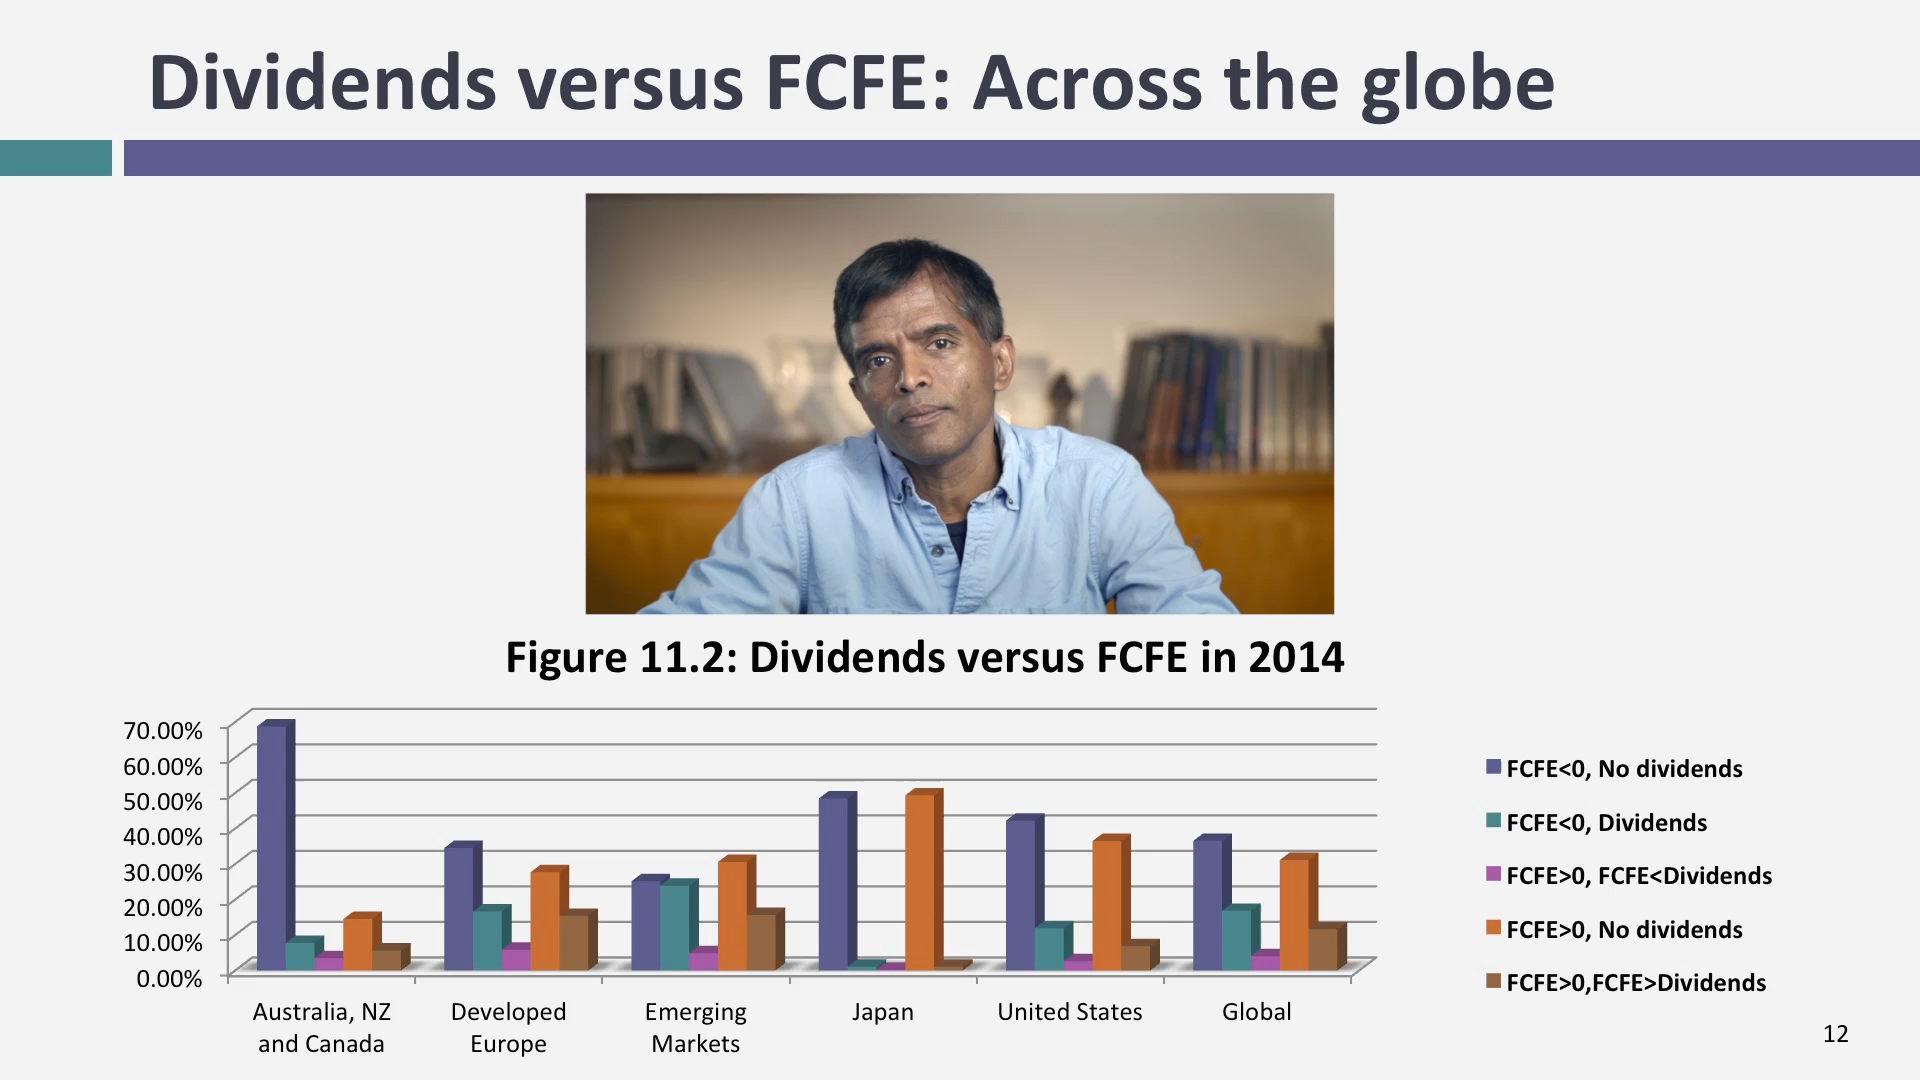 Dividends versus FCFE: Across the globe
Figure 11.2: Dividends versus FCFE in 2014
70.00%
60.00%
50.00%
40.00%
30.00%
20.00%
10.00%
0.00%
Australia, NZ
and Canada
Developed
Europe
Emerging
Markets
Japan
United States
Global
FCFE<0, No dividends
FCFE<0, Dividends
FCFE>0, FCFE<Dividends
FCFE>0, No dividends
FCFE>0,FCFE>Dividends
12